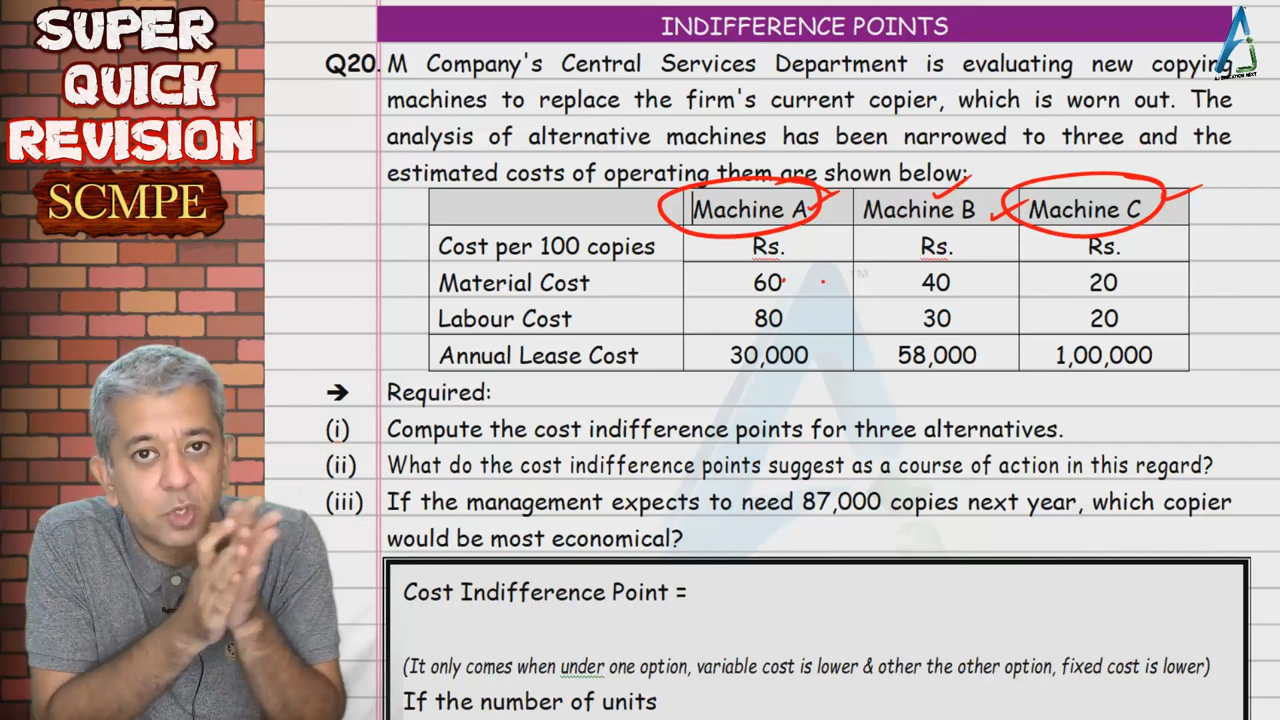 SUPER
QUICK
REVISION
SCMPE
INDIFFERENCE POINTS
AJ EDUCATION NEXT
Q20. M Company's Central Services Department is evaluating new copying
machines to replace the firm's current copier, which is worn out. The
analysis of alternative machines has been narrowed to three and the
estimated costs of operating them are shown below:
Machine A Machine B Machine C
Cost per 100 copies Rs. Rs. Rs.
Material Cost 60 40 20
Labour Cost 80 30 20
Annual Lease Cost 30,000 58,000 1,00,000
➔ Required:
(i) Compute the cost indifference points for three alternatives.
(ii) What do the cost indifference points suggest as a course of action in this regard?
(iii) If the management expects to need 87,000 copies next year, which copier
would be most economical?
Cost Indifference Point =
(It only comes when under one option, variable cost is lower & other the other option, fixed cost is lower)
If the number of units
TM